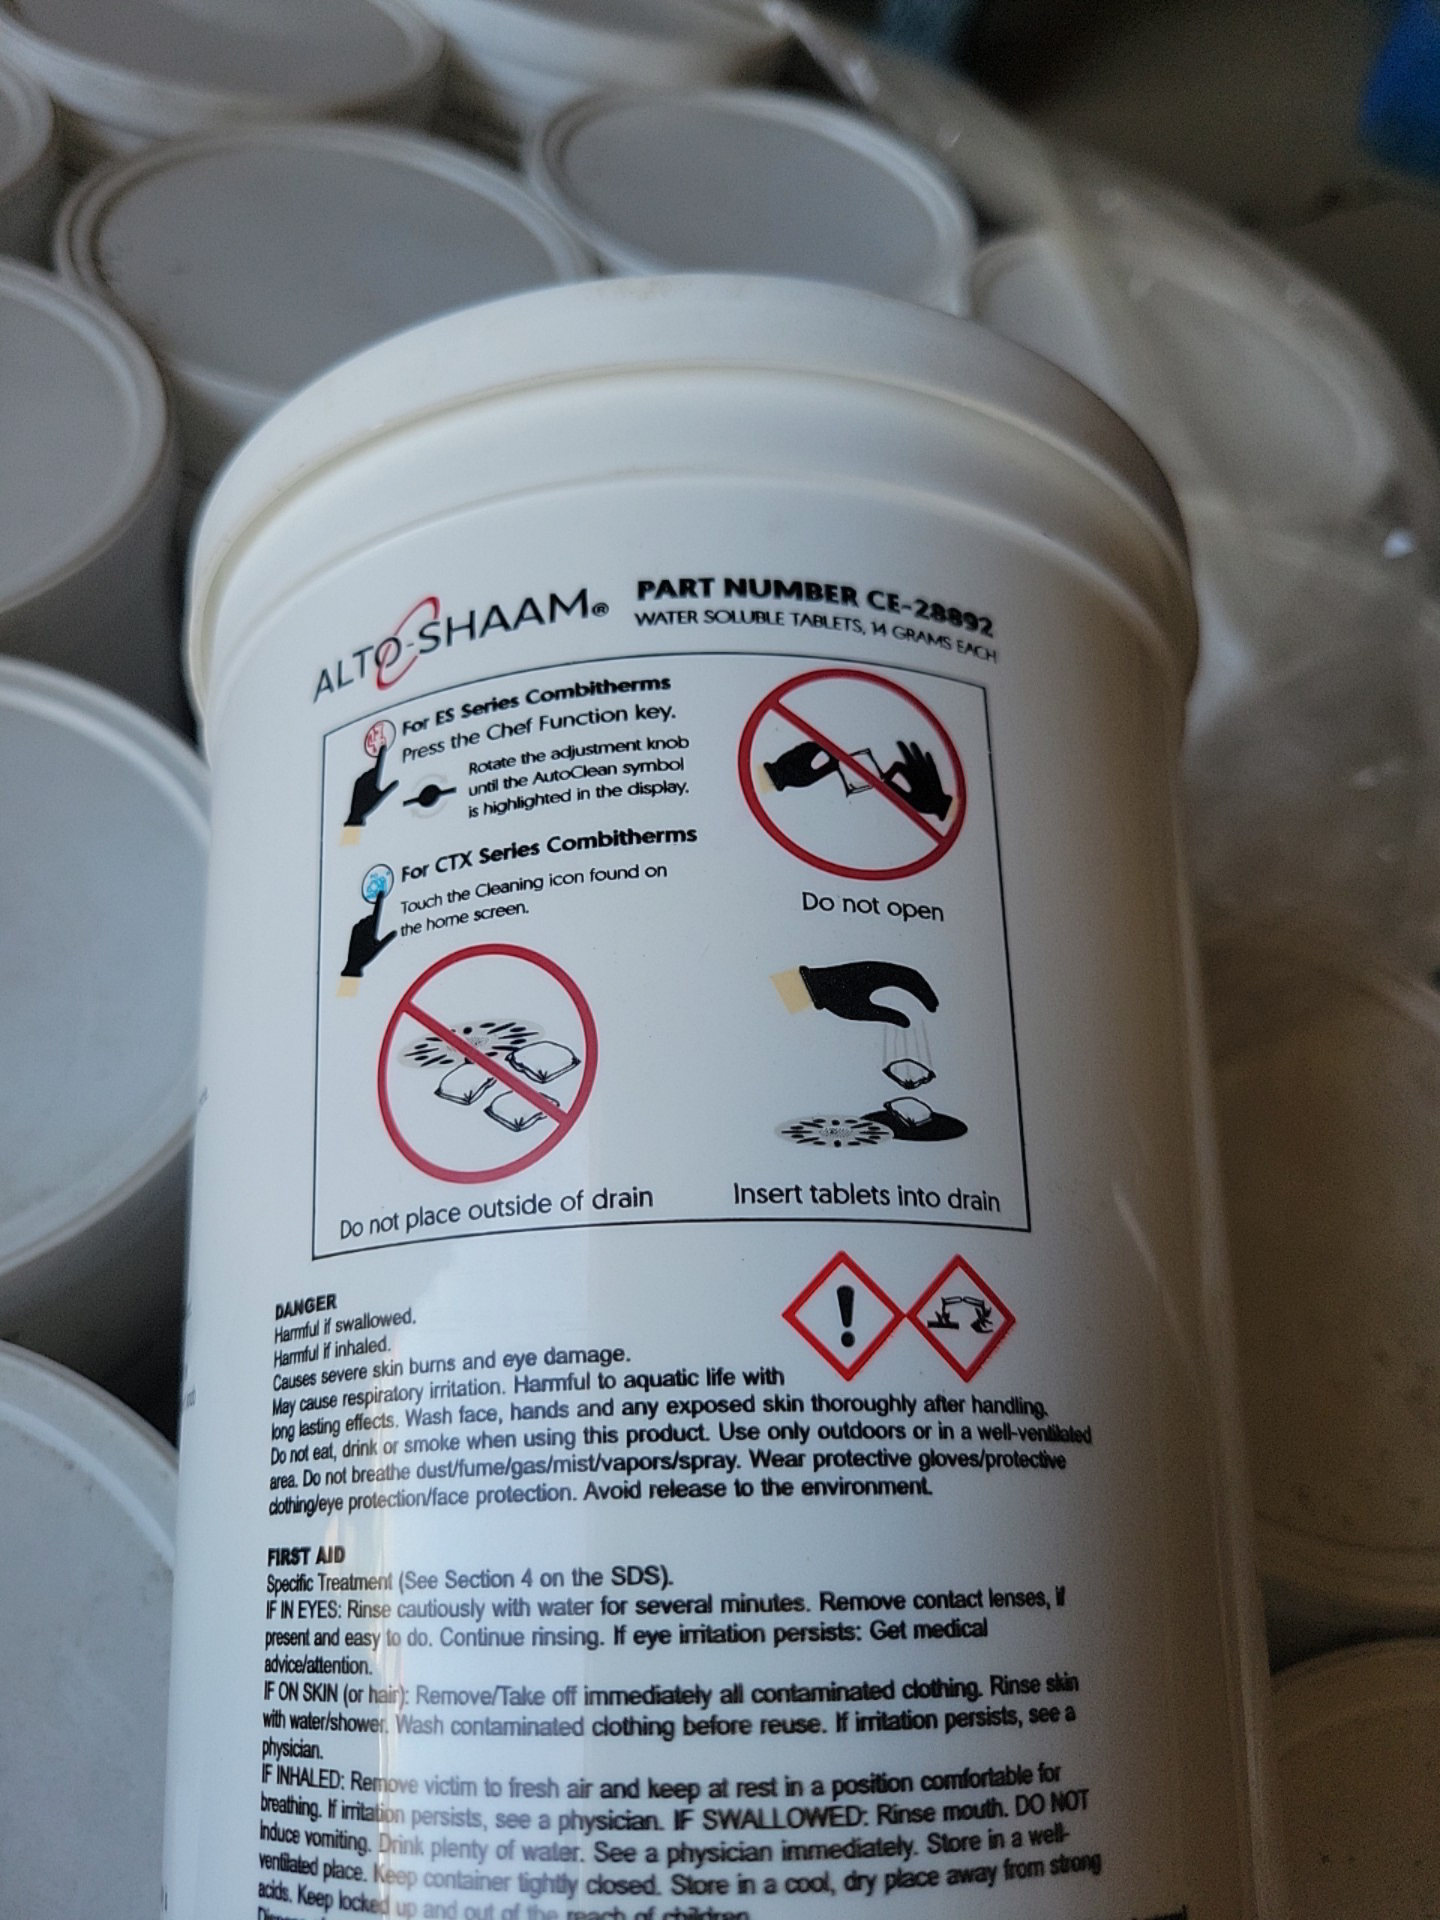 ALTO-SHAAM®
PART NUMBER CE-28892
WATER SOLUBLE TABLETS, 14 GRAMS EACH
For ES Series Combitherms
Press the Chef Function key.
Rotate the adjustment knob
until the AutoClean symbol
is highlighted in the display.
For CTX Series Combitherms
Touch the Cleaning icon found on
the home screen.
Do not open
Do not place outside of drain
Insert tablets into drain
DANGER
Harmful if swallowed.
Harmful if inhaled.
Causes severe skin burns and eye damage.
May cause respiratory irritation. Harmful to aquatic life with
long lasting effects. Wash face, hands and any exposed skin thoroughly after handling.
Do not eat, drink or smoke when using this product. Use only outdoors or in a well-ventilated
area. Do not breathe dust/fume/gas/mist/vapors/spray. Wear protective gloves/protective
clothing/eye protection/face protection. Avoid release to the environment.
FIRST AID
Specific Treatment (See Section 4 on the SDS).
IF IN EYES: Rinse cautiously with water for several minutes. Remove contact lenses, if
present and easy to do. Continue rinsing. If eye irritation persists: Get medical
advice/attention.
IF ON SKIN (or hair): Remove/Take off immediately all contaminated clothing. Rinse skin
with water/shower. Wash contaminated clothing before reuse. If irritation persists, see a
physician.
IF INHALED: Remove victim to fresh air and keep at rest in a position comfortable for
breathing. If irritation persists, see a physician. IF SWALLOWED: Rinse mouth. DO NOT
induce vomiting. Drink plenty of water. See a physician immediately. Store in a well-
ventilated place. Keep container tightly closed. Store in a cool, dry place away from strong
acids. Keep locked up and out of the reach of children.